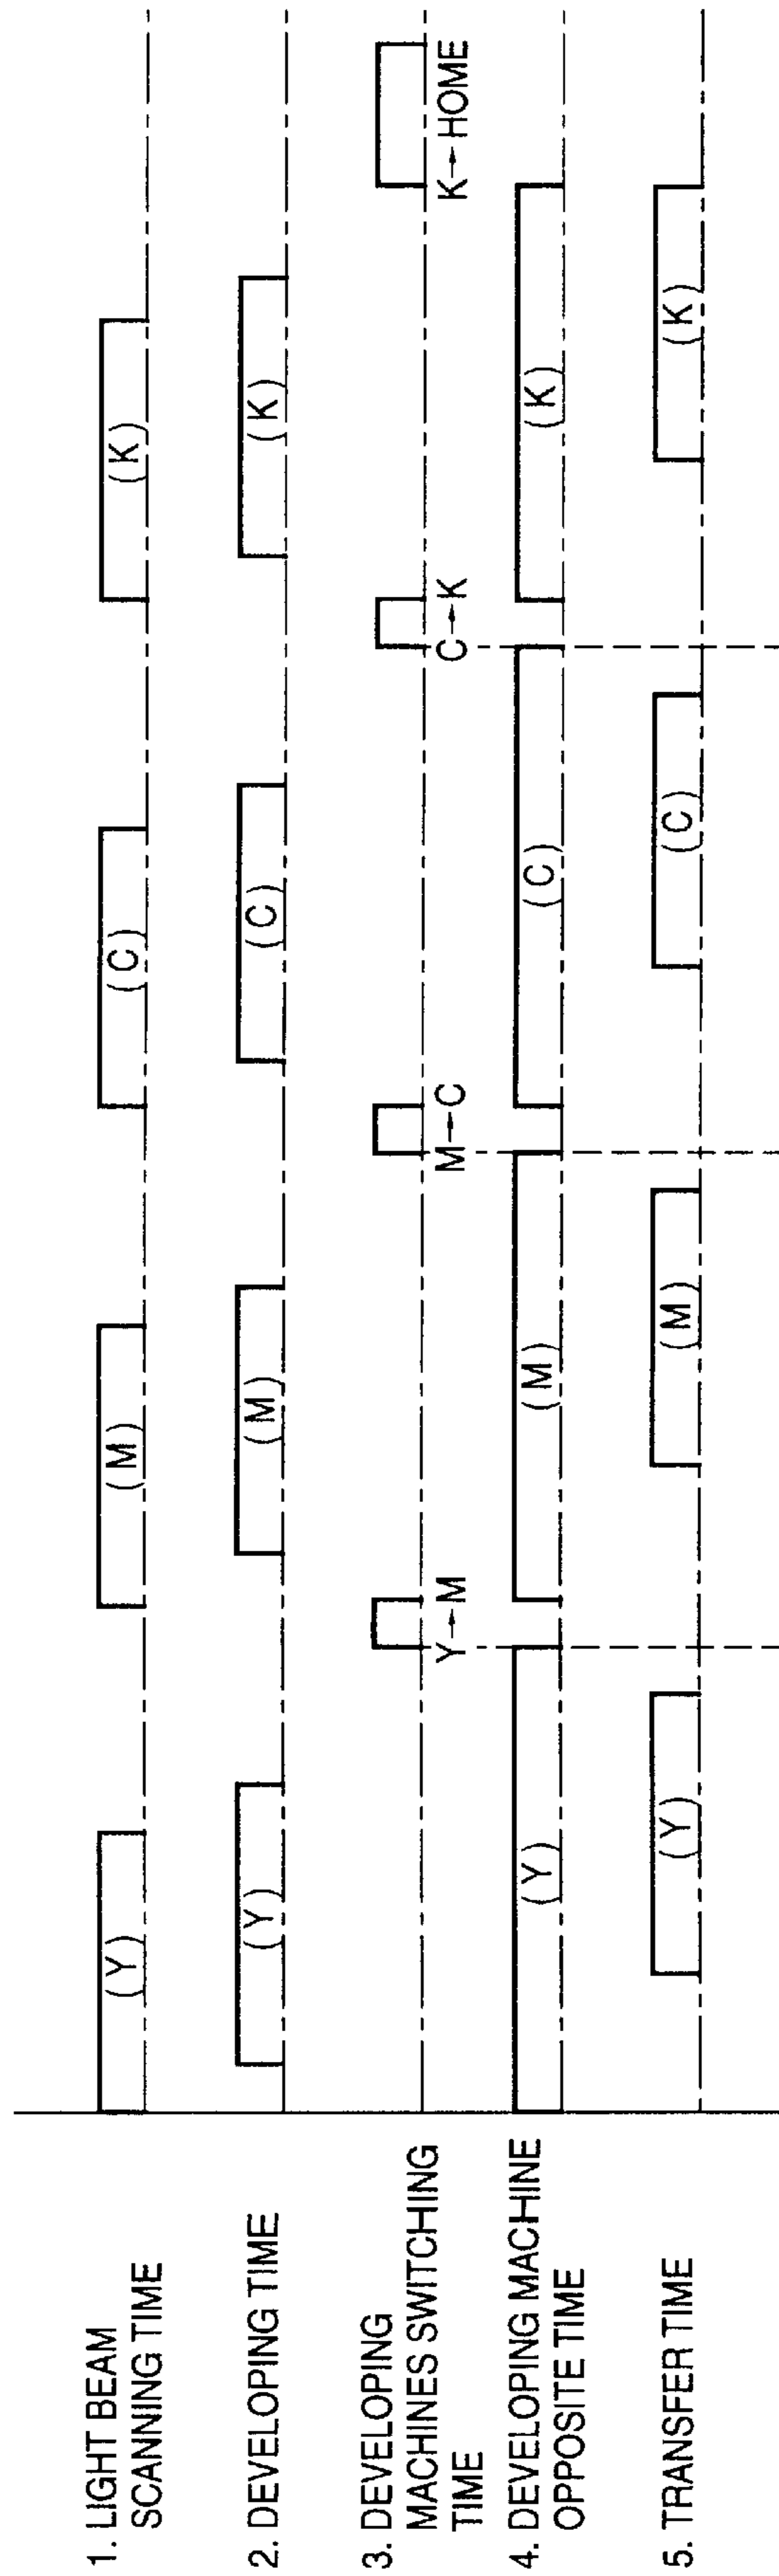 1. LIGHT BEAM
SCANNING TIME
(Y) (M) (C) (K)
2. DEVELOPING TIME
(Y) (M) (C) (K)
3. DEVELOPING
MACHINES SWITCHING
TIME
Y→M M→C C→K K→HOME
4. DEVELOPING MACHINE
OPPOSITE TIME
(Y) (M) (C) (K)
5. TRANSFER TIME
(Y) (M) (C) (K)